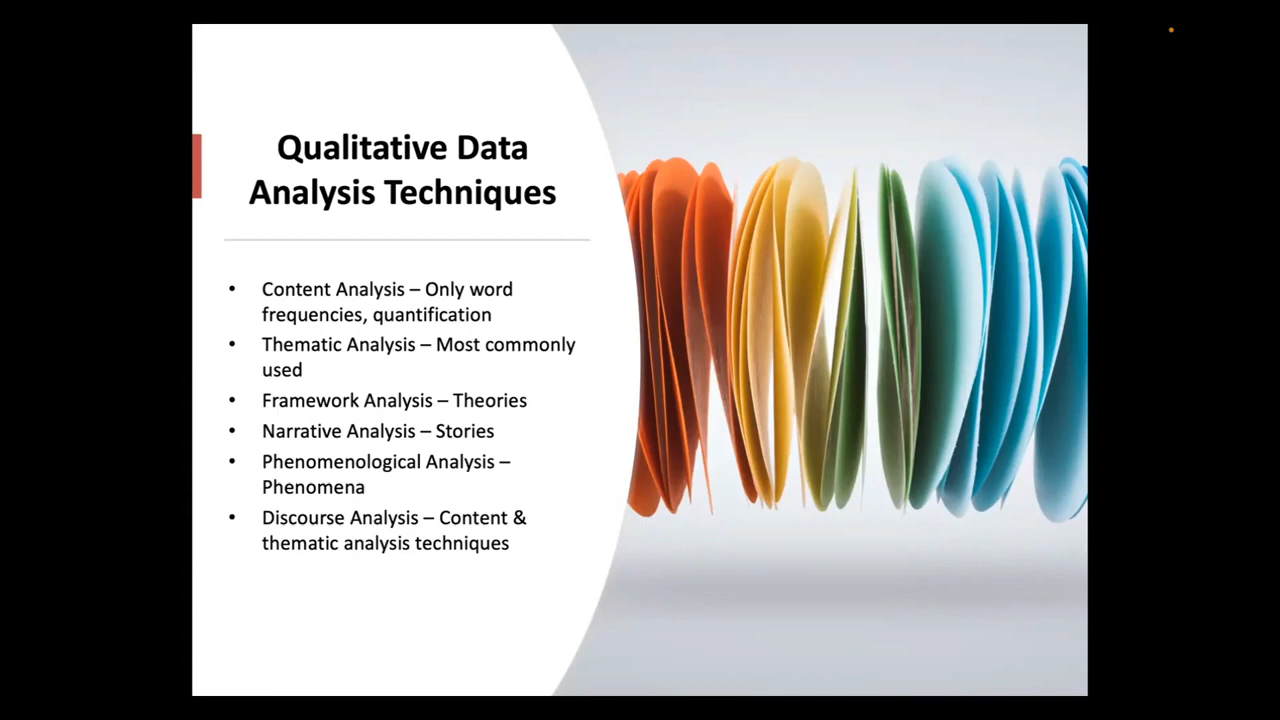 Qualitative Data
Analysis Techniques
• Content Analysis – Only word
frequencies, quantification
• Thematic Analysis – Most commonly
used
• Framework Analysis – Theories
• Narrative Analysis – Stories
• Phenomenological Analysis –
Phenomena
• Discourse Analysis – Content &
thematic analysis techniques